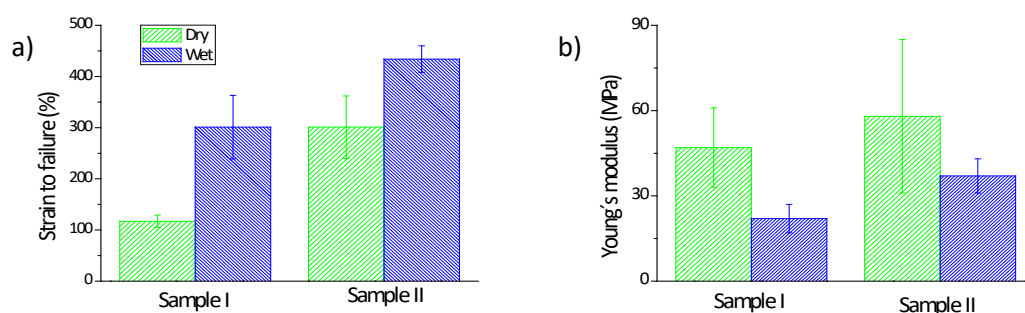 a)
Strain to failure (%)
500
400
300
200
100
0
Dry
Wet
Sample I
Sample II
b)
Young´s modulus (MPa)
90
60
30
0
Sample I
Sample II